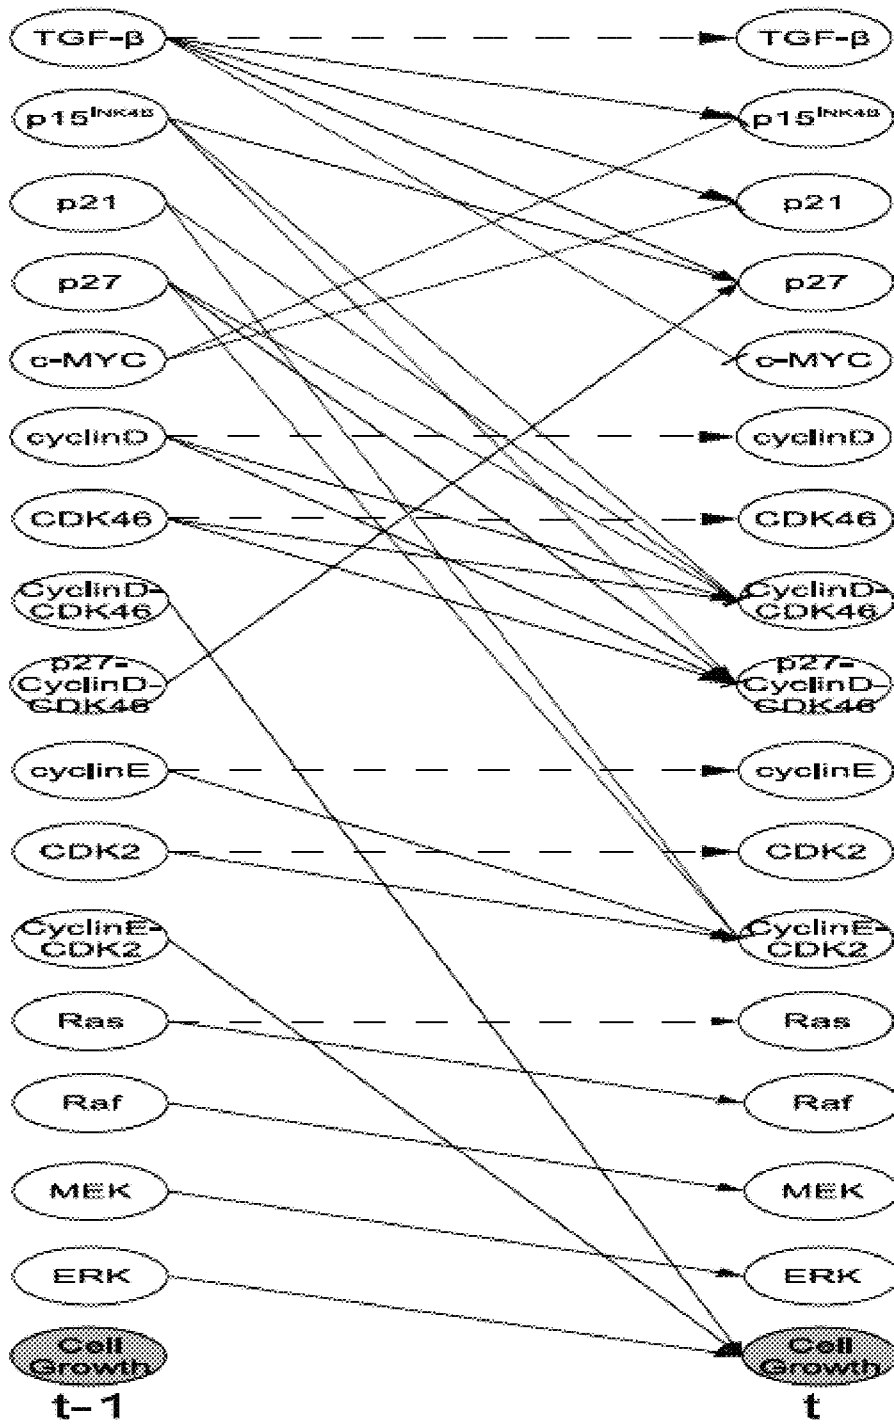 TGF-β TGF-β
p15INK4B p15INK4B
p21 p21
p27 p27
c-MYC c-MYC
cyclinD cyclinD
CDK46 CDK46
CyclinD- CyclinD-
CDK46 CDK46
p27- p27-
CyclinD- CyclinD-
CDK46 CDK46
cyclinE cyclinE
CDK2 CDK2
CyclinE- CyclinE-
CDK2 CDK2
Ras Ras
Raf Raf
MEK MEK
ERK ERK
Cell Cell
Growth Growth
t-1 t